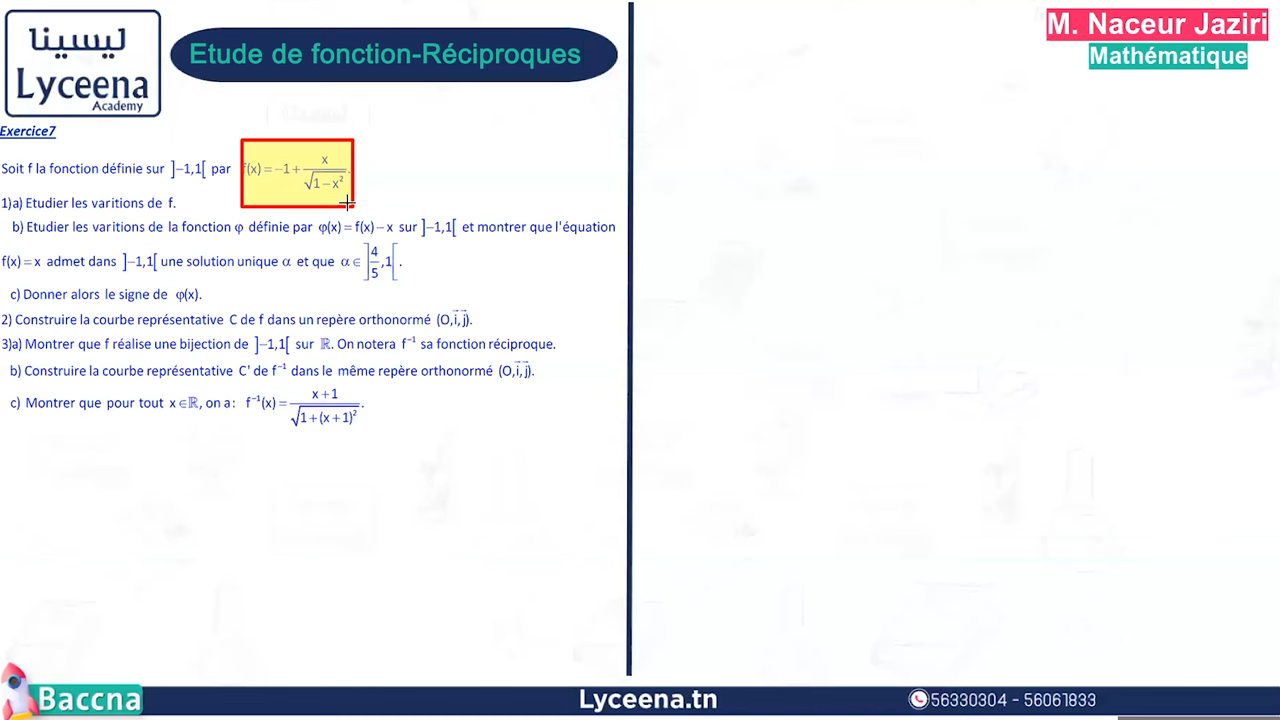 ليسينا
Lyceena
Academy
Etude de fonction-Réciproques
M. Naceur Jaziri
Mathématique
Exercice7
Soit f la fonction définie sur ]−1,1[ par f(x) = −1 + x/√(1−x²).
1)a) Etudier les varitions de f.
b) Etudier les varitions de la fonction φ définie par φ(x) = f(x) − x sur ]−1,1[ et montrer que l'équation
f(x) = x admet dans ]−1,1[ une solution unique α et que α ∈ ]4/5,1[.
c) Donner alors le signe de φ(x).
2) Construire la courbe représentative C de f dans un repère orthonormé (O,i⃗,j⃗).
3)a) Montrer que f réalise une bijection de ]−1,1[ sur ℝ. On notera f⁻¹ sa fonction réciproque.
b) Construire la courbe représentative C' de f⁻¹ dans le même repère orthonormé (O,i⃗,j⃗).
c) Montrer que pour tout x ∈ ℝ, on a : f⁻¹(x) = (x+1)/√(1+(x+1)²).
Baccna
Lyceena.tn
56330304 - 56061833